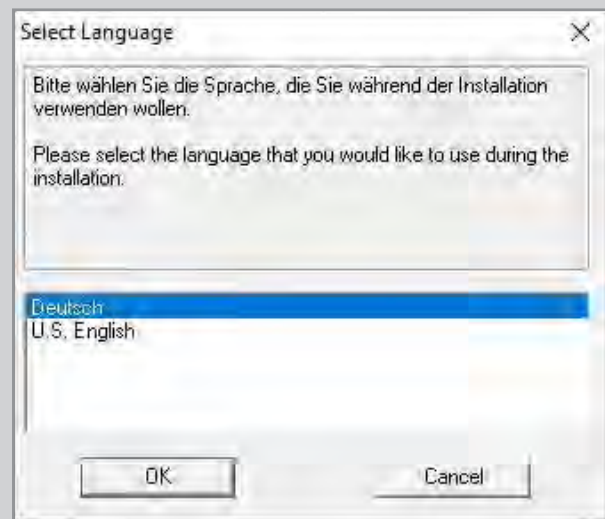 Select Language
Bitte wählen Sie die Sprache, die Sie während der Installation
verwenden wollen.
Please select the language that you would like to use during the
installation.
Deutsch
U.S. English
OK
Cancel